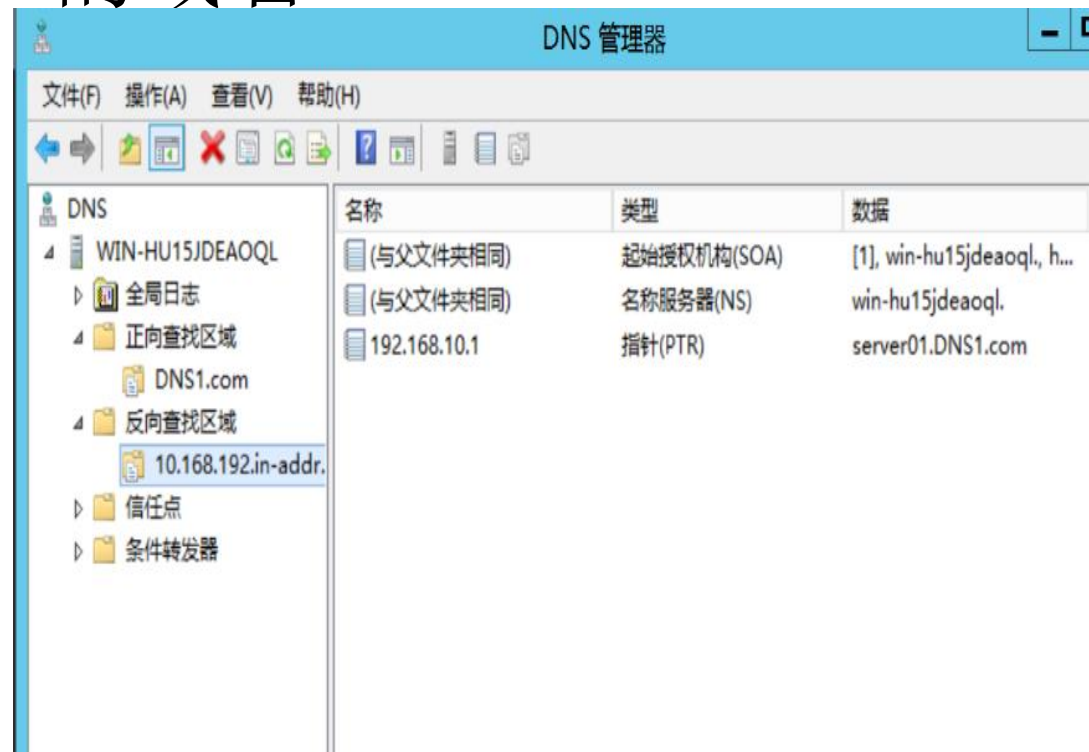 DNS 管理器
文件(F) 操作(A) 查看(V) 帮助(H)
DNS
WIN-HU15JDEAOQL
全局日志
正向查找区域
DNS1.com
反向查找区域
10.168.192.in-addr.
信任点
条件转发器
名称 类型 数据
(与父文件夹相同) 起始授权机构(SOA) [1], win-hu15jdeaoql., h...
(与父文件夹相同) 名称服务器(NS) win-hu15jdeaoql.
192.168.10.1 指针(PTR) server01.DNS1.com